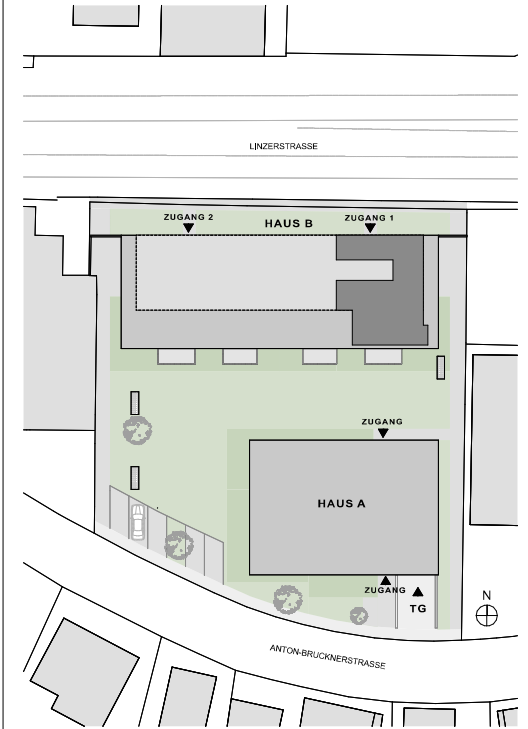 LINZERSTRASSE
ZUGANG 2
HAUS B
ZUGANG 1
ZUGANG
HAUS A
ZUGANG
TG
N
ANTON-BRUCKNERSTRASSE